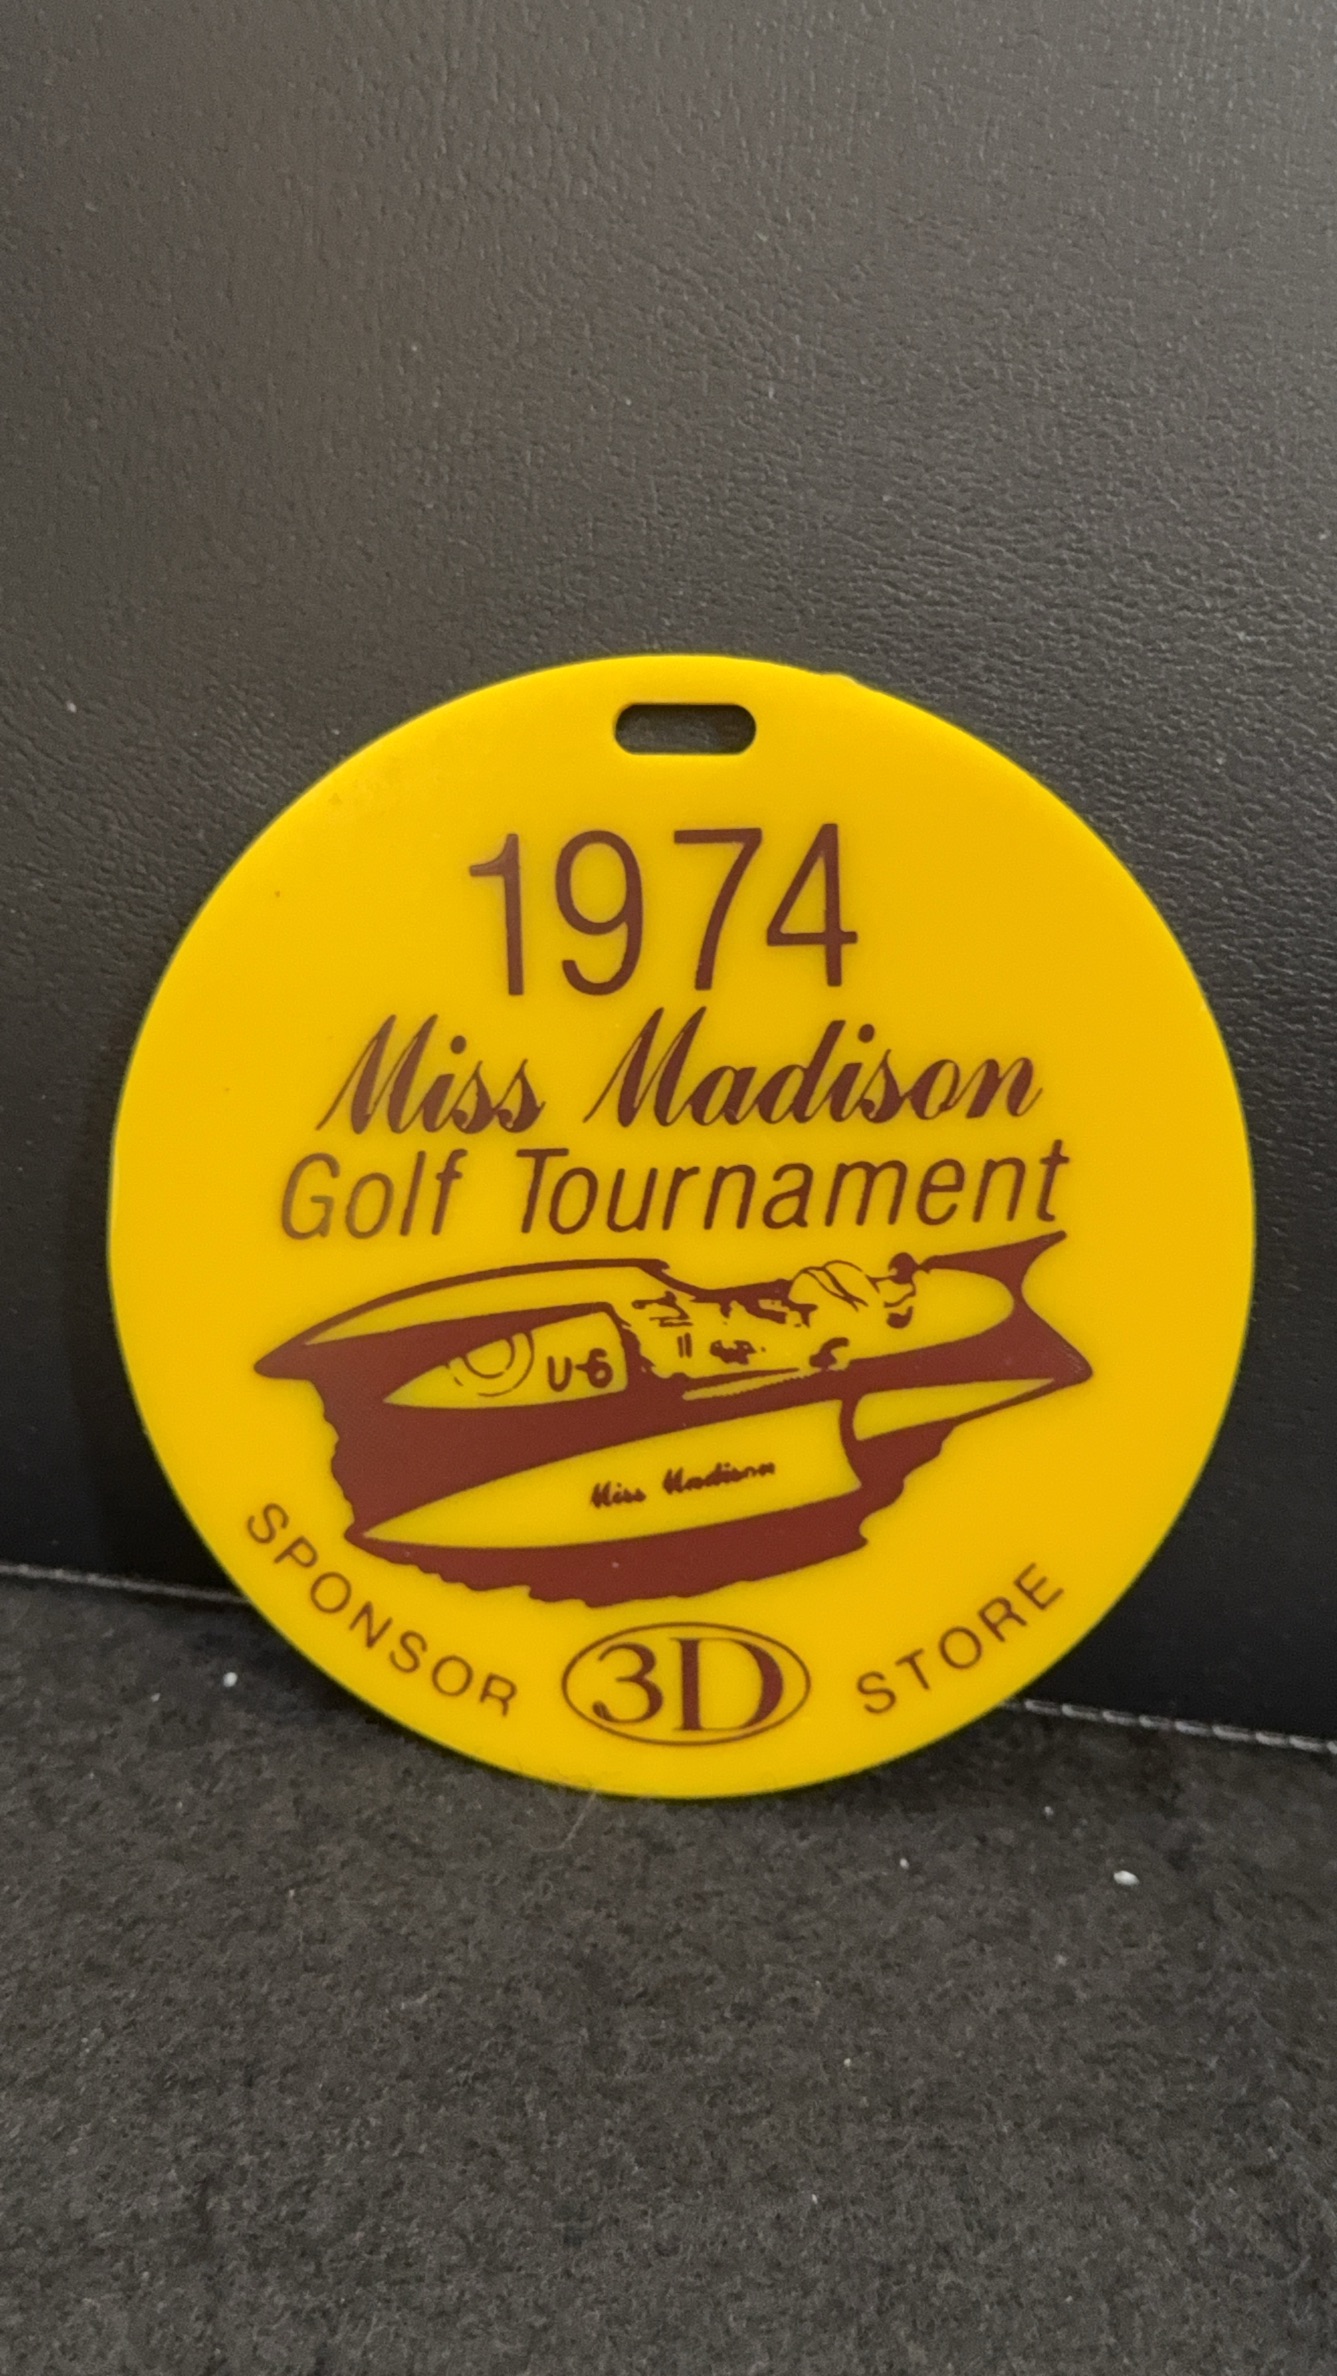 1974
Miss Madison
Golf Tournament
U-6
Miss Madison
SPONSOR 3D STORE